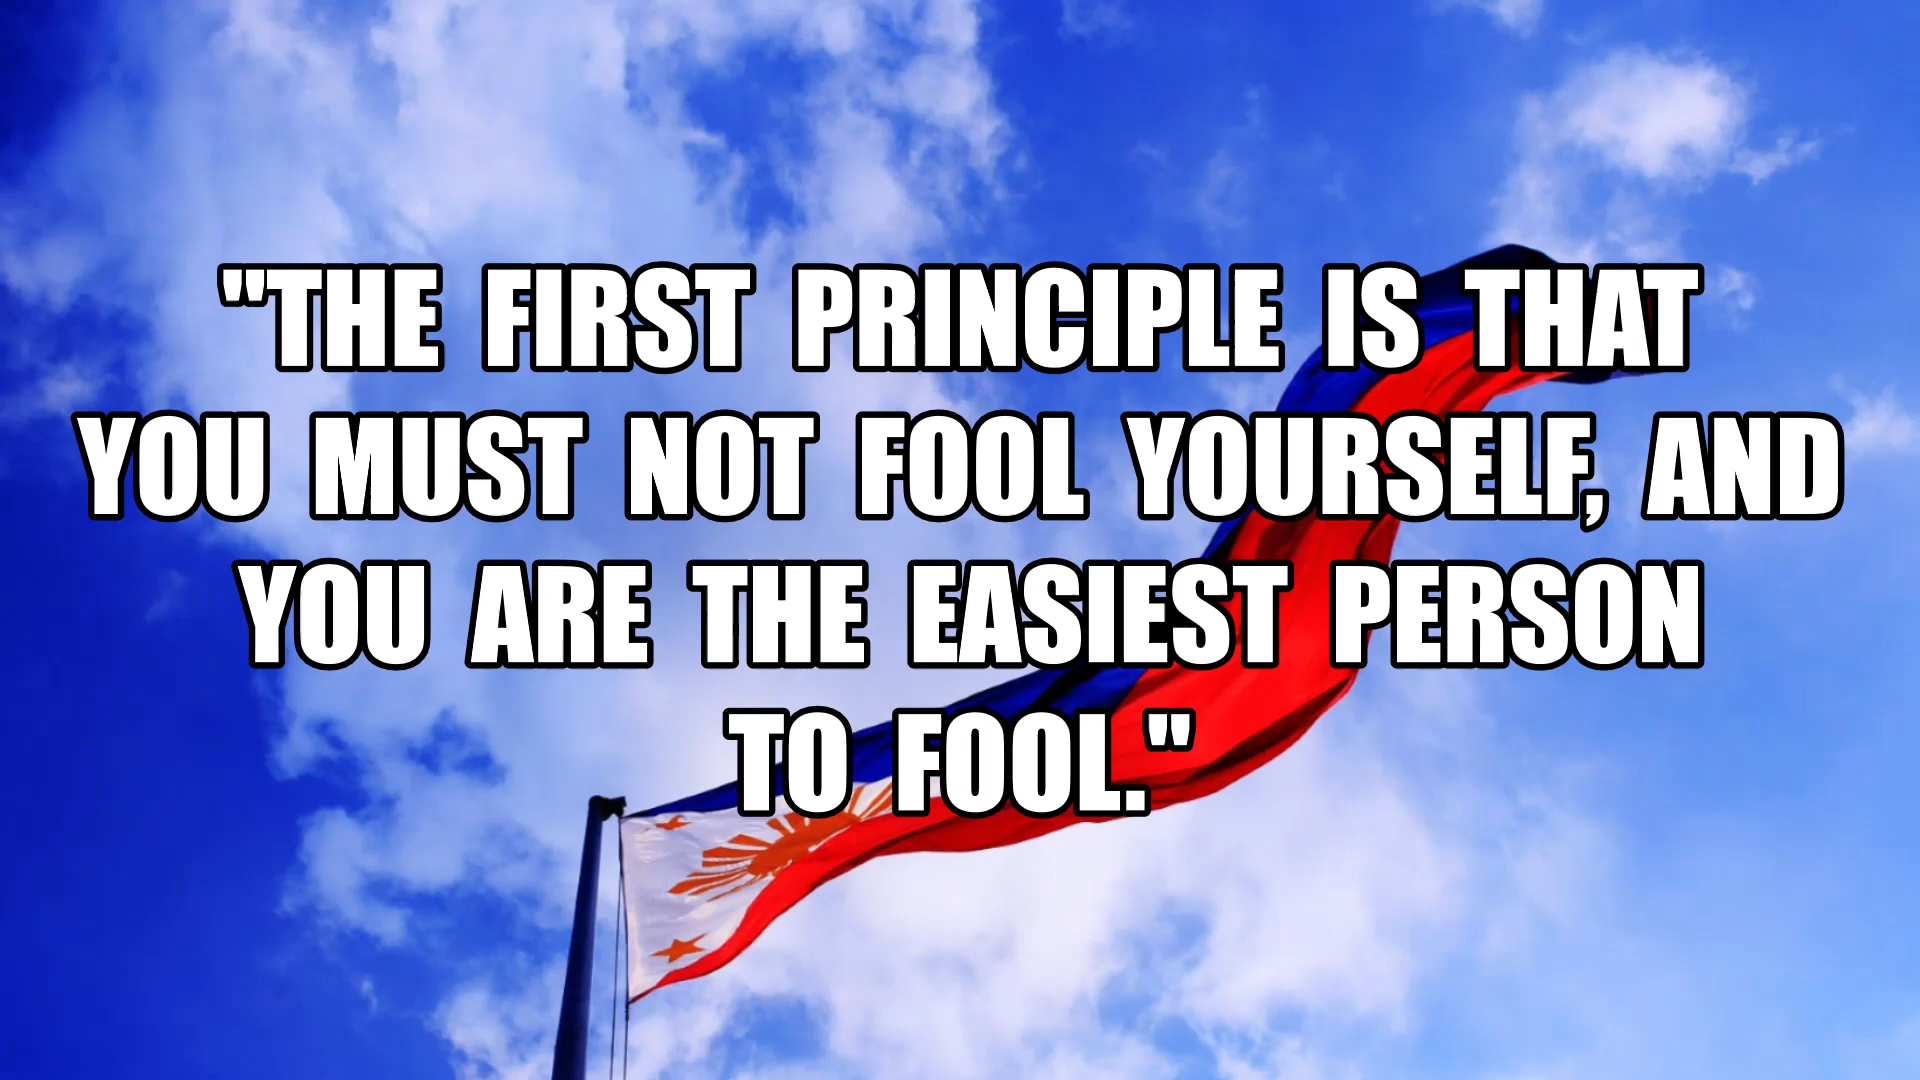 "THE FIRST PRINCIPLE IS THAT
YOU MUST NOT FOOL YOURSELF, AND
YOU ARE THE EASIEST PERSON
TO FOOL."